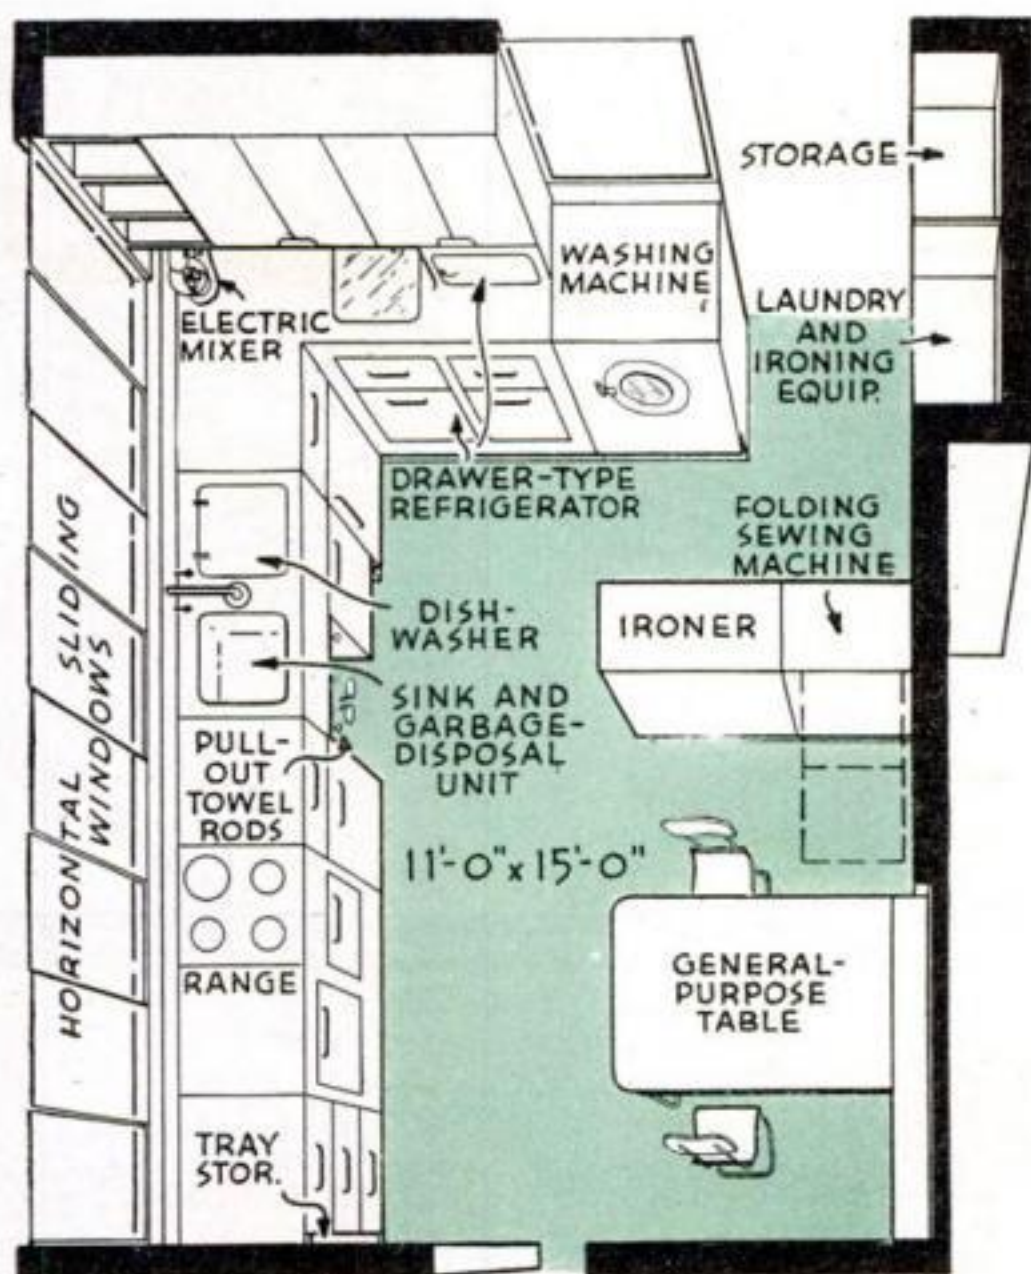 STORAGE
WASHING
MACHINE
LAUNDRY
AND
IRONING
EQUIP.
ELECTRIC
MIXER
DRAWER-TYPE
REFRIGERATOR
FOLDING
SEWING
MACHINE
HORIZONTAL SLIDING
WINDOWS
DISH-
WASHER
IRONER
SINK AND
GARBAGE-
DISPOSAL
UNIT
PULL-
OUT
TOWEL
RODS
11'-0" x 15'-0"
RANGE
GENERAL-
PURPOSE
TABLE
TRAY
STOR.